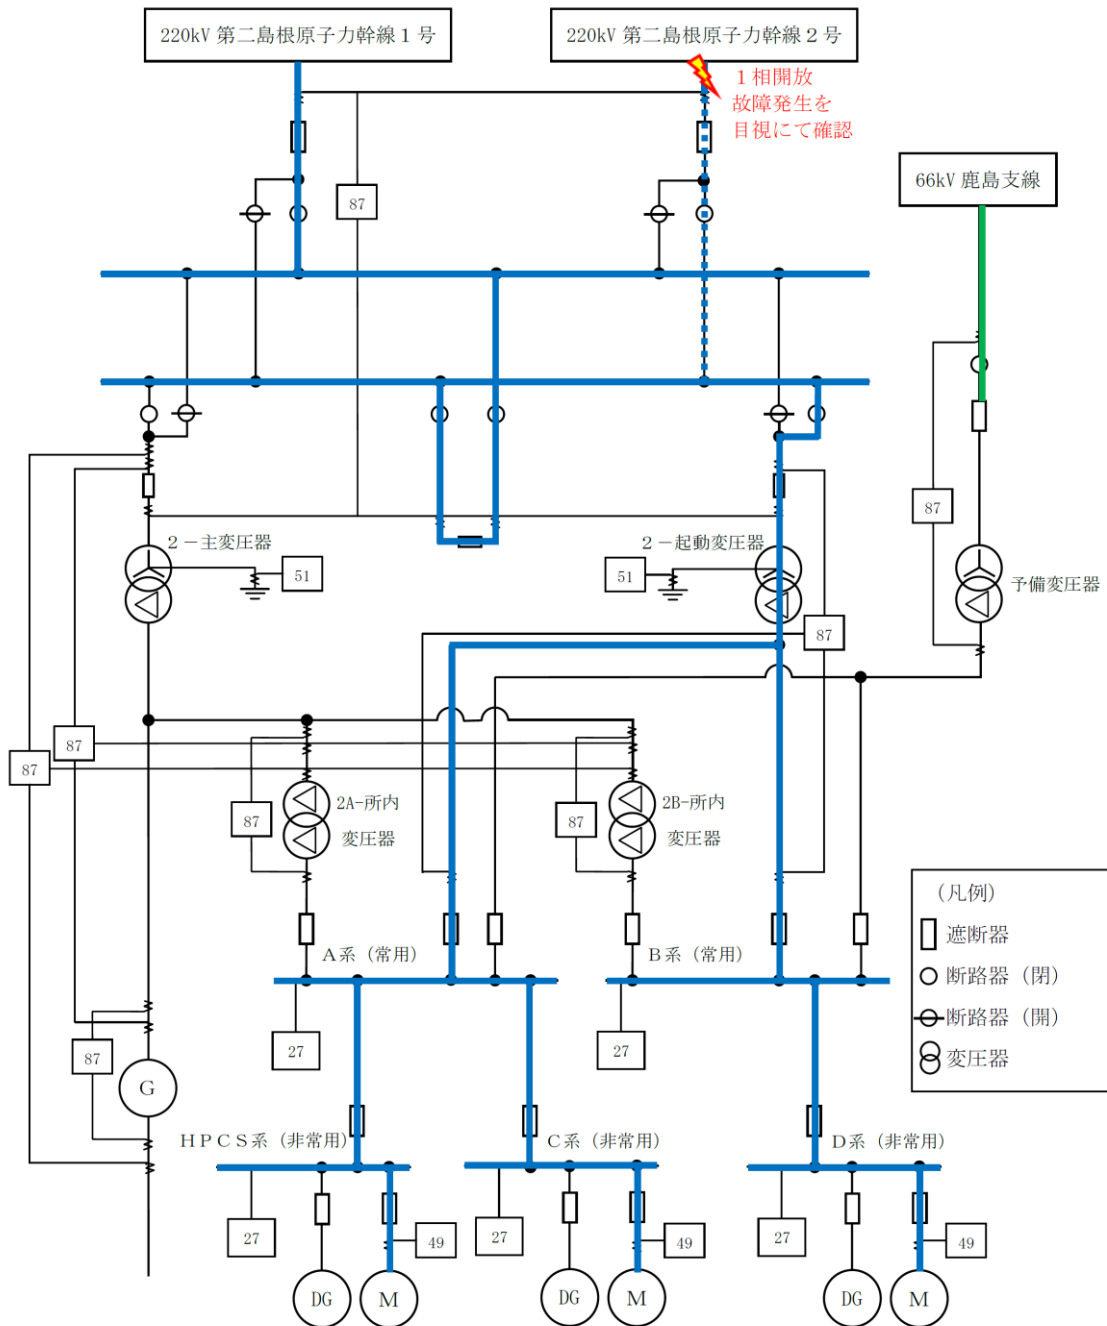 220kV 第二島根原子力幹線１号
220kV 第二島根原子力幹線２号
１相開放
故障発生を
目視にて確認
66kV 鹿島支線
87
87
２－主変圧器
51
２－起動変圧器
51
予備変圧器
87
87
87
2A-所内
変圧器
87
2B-所内
変圧器
87
(凡例)
遮断器
断路器（閉）
断路器（開）
変圧器
Ａ系（常用）
Ｂ系（常用）
27
27
87
G
ＨＰＣＳ系（非常用）
Ｃ系（非常用）
Ｄ系（非常用）
27
49
27
49
27
49
DG
M
DG
M
DG
M